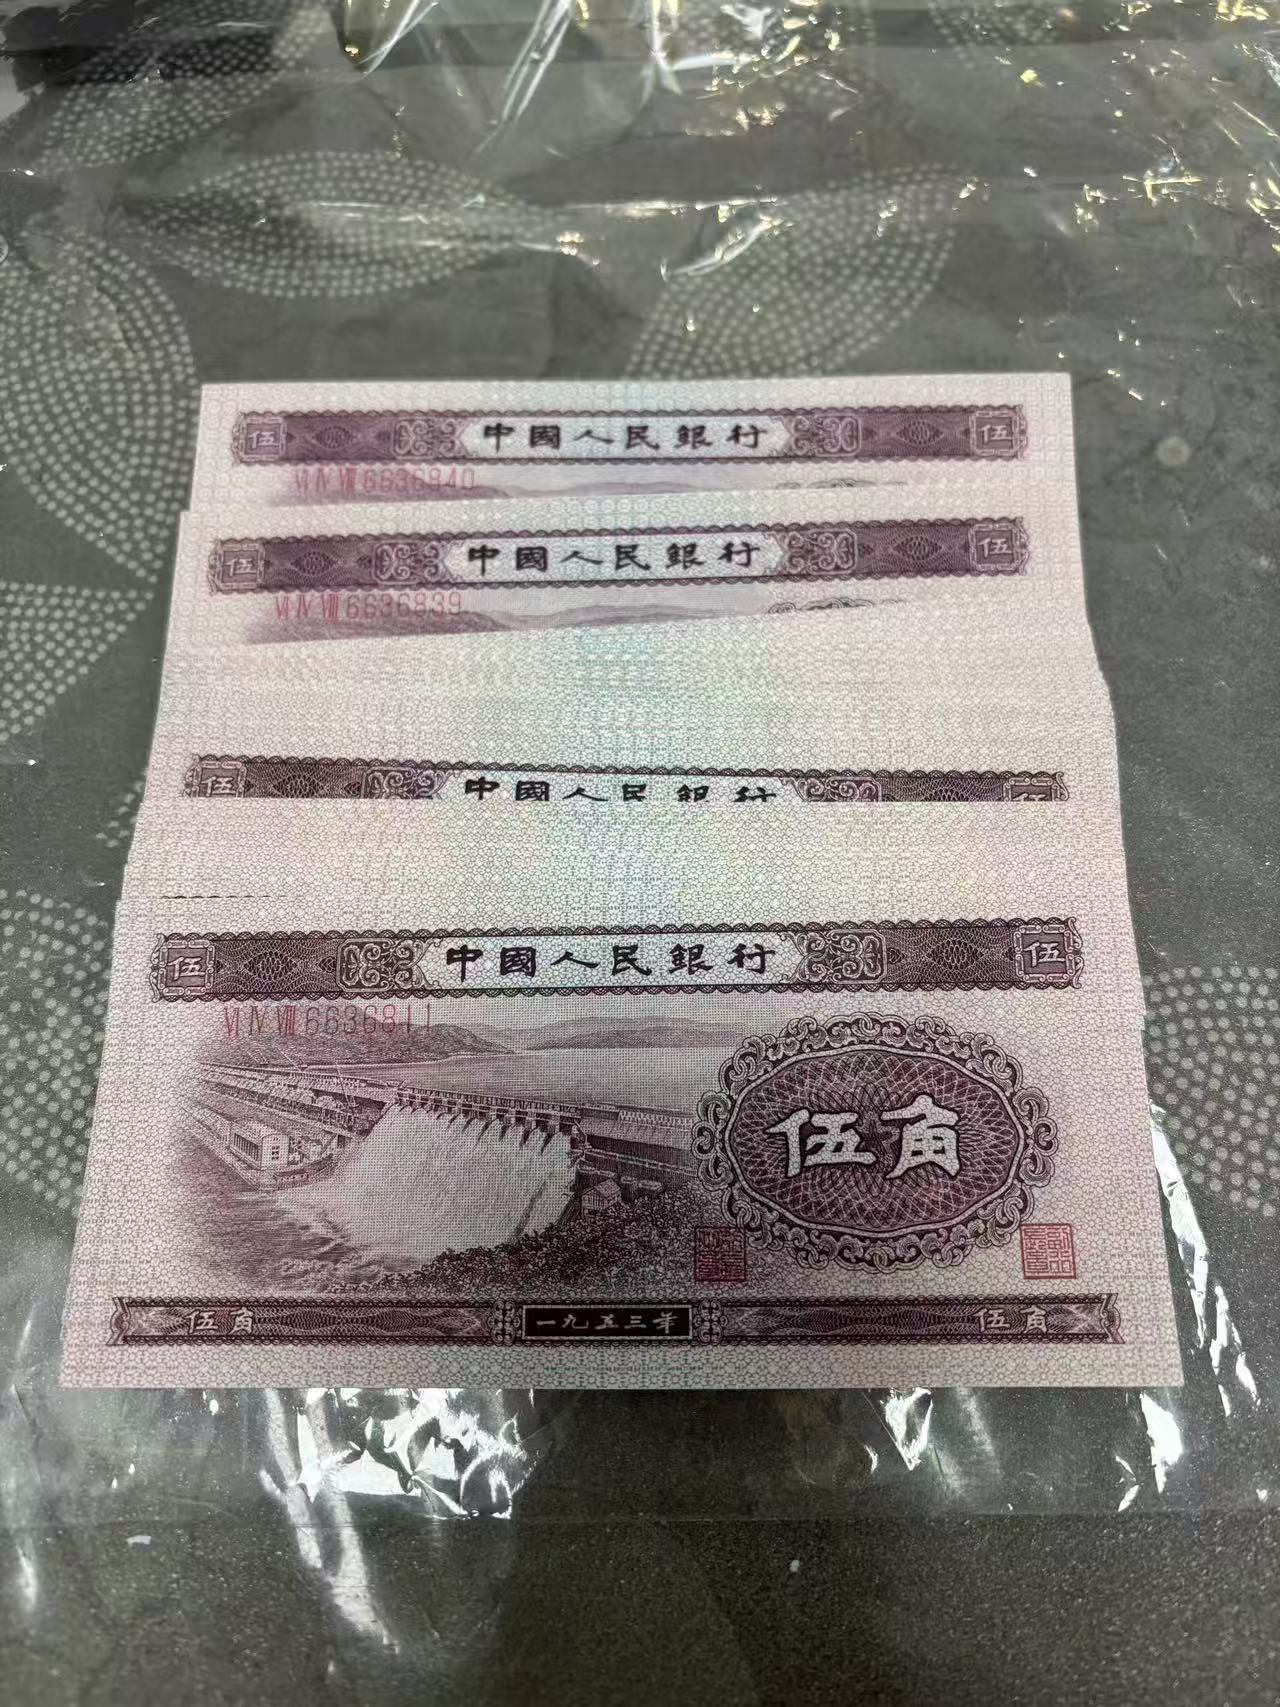 伍 中國人民銀行 伍
VI IV VIII 6636840
伍 中國人民銀行 伍
VI IV VIII 6636839
伍 中國人民銀行 伍
伍 中國人民銀行 伍
VI IV VIII 6636811
伍角
伍角 一九五三年 伍角